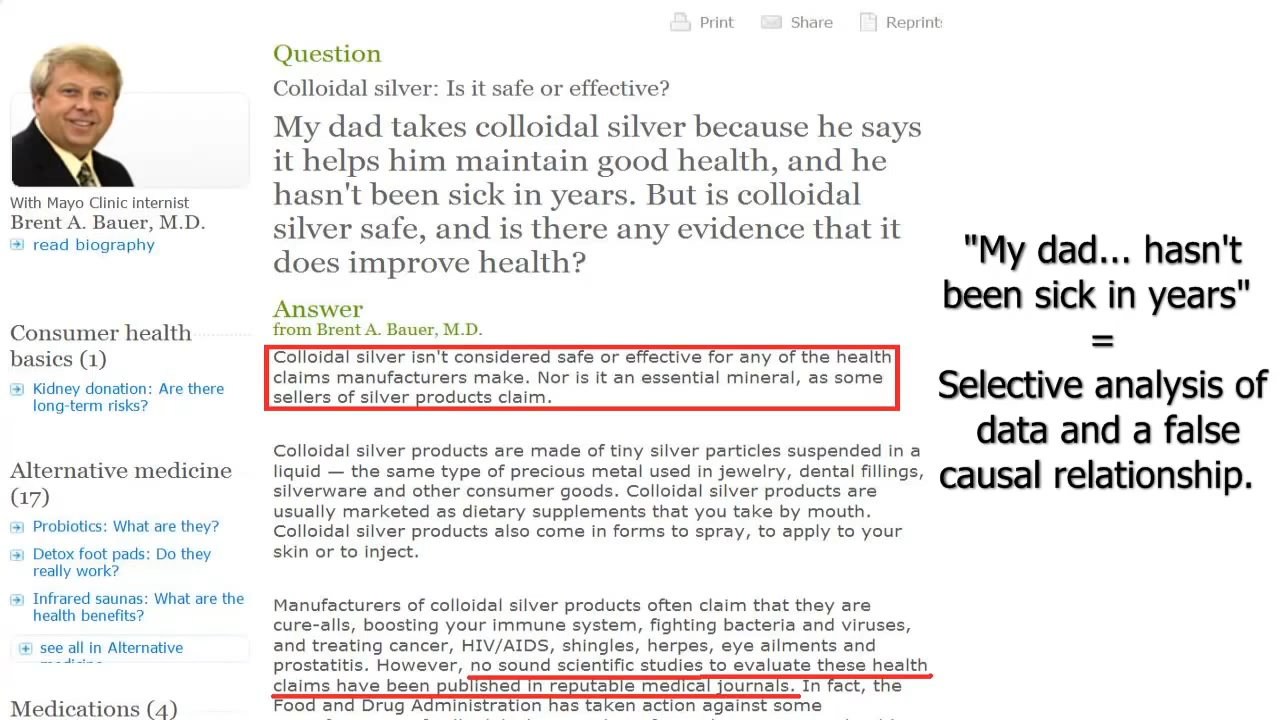 Print Share Reprints
Question
Colloidal silver: Is it safe or effective?
My dad takes colloidal silver because he says
it helps him maintain good health, and he
hasn't been sick in years. But is colloidal
silver safe, and is there any evidence that it
does improve health?
Answer
from Brent A. Bauer, M.D.
Colloidal silver isn't considered safe or effective for any of the health
claims manufacturers make. Nor is it an essential mineral, as some
sellers of silver products claim.
Colloidal silver products are made of tiny silver particles suspended in a
liquid — the same type of precious metal used in jewelry, dental fillings,
silverware and other consumer goods. Colloidal silver products are
usually marketed as dietary supplements that you take by mouth.
Colloidal silver products also come in forms to spray, to apply to your
skin or to inject.
Manufacturers of colloidal silver products often claim that they are
cure-alls, boosting your immune system, fighting bacteria and viruses,
and treating cancer, HIV/AIDS, shingles, herpes, eye ailments and
prostatitis. However, no sound scientific studies to evaluate these health
claims have been published in reputable medical journals. In fact, the
Food and Drug Administration has taken action against some
With Mayo Clinic internist
Brent A. Bauer, M.D.
read biography
Consumer health
basics (1)
Kidney donation: Are there
long-term risks?
Alternative medicine
(17)
Probiotics: What are they?
Detox foot pads: Do they
really work?
Infrared saunas: What are the
health benefits?
see all in Alternative
medicine
Medications (4)
"My dad... hasn't
been sick in years"
=
Selective analysis of
data and a false
causal relationship.